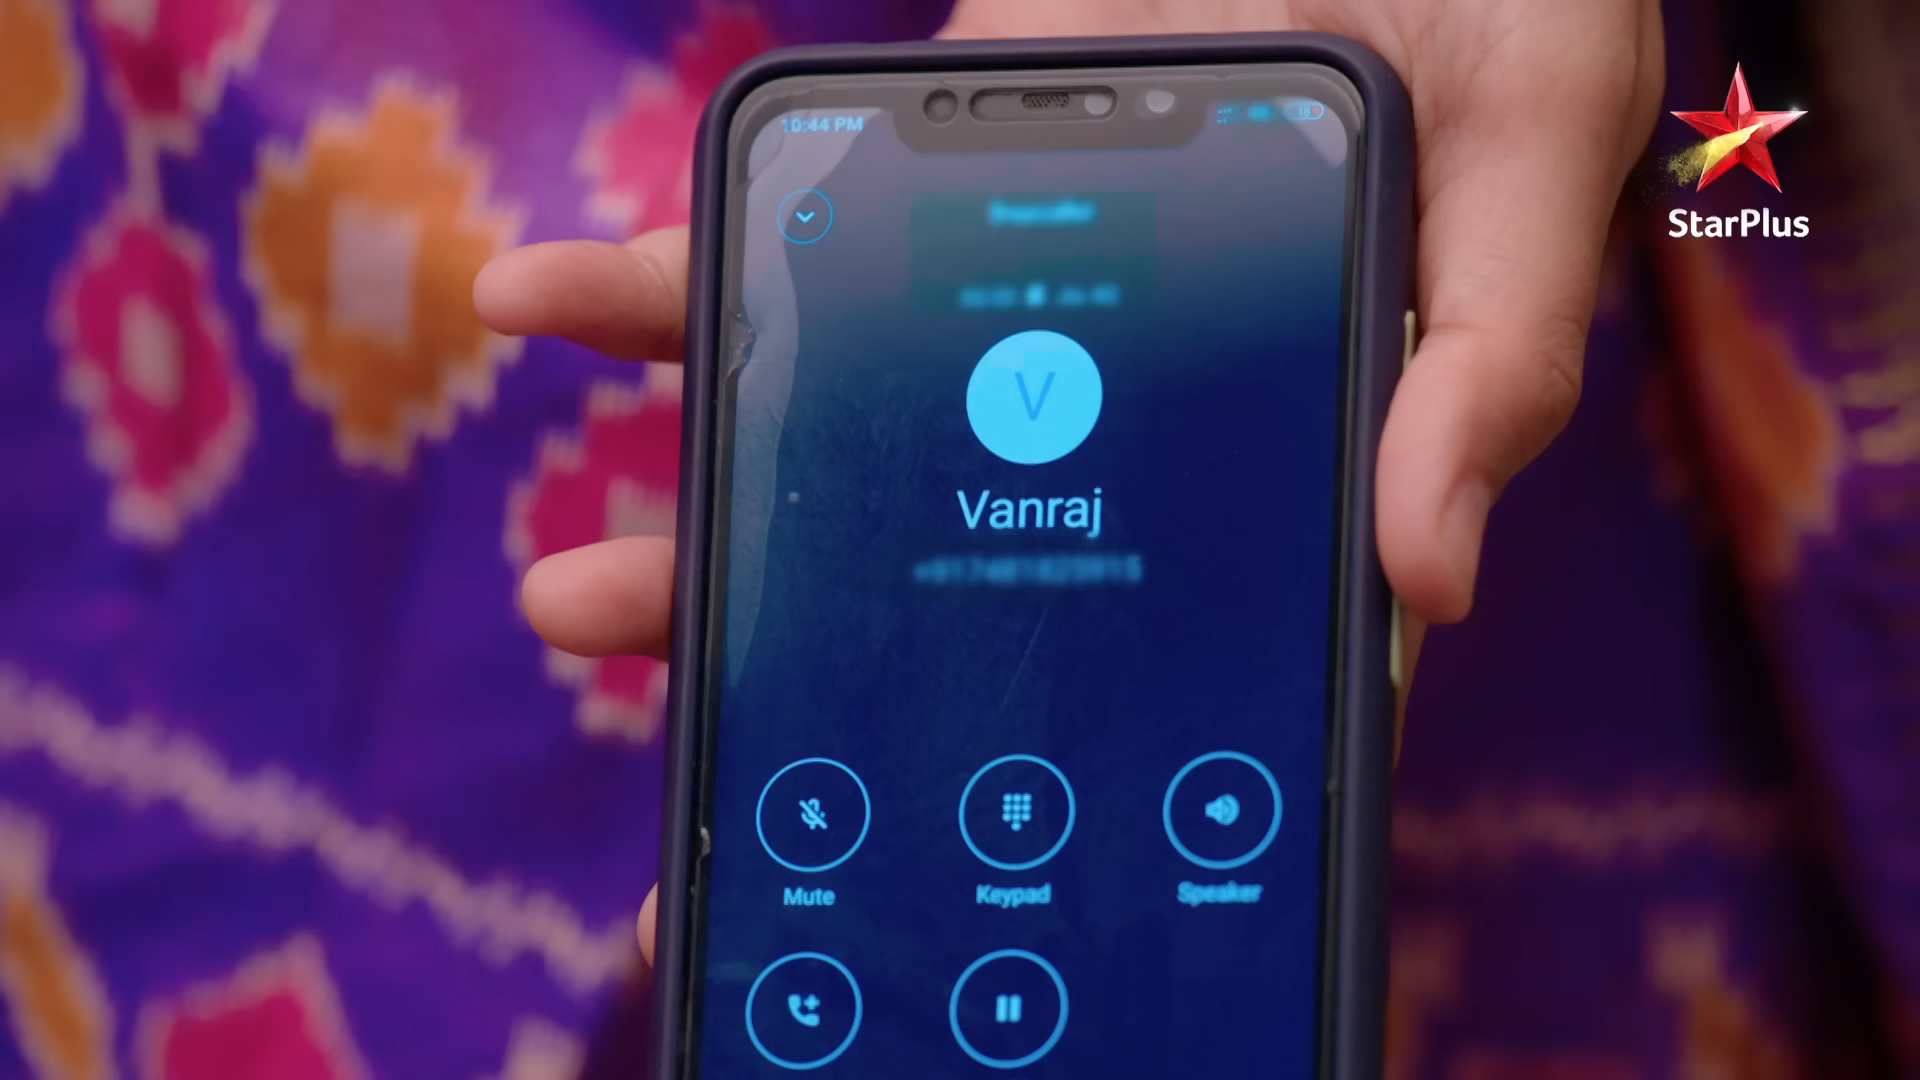 10:44 PM
StarPlus
V
Vanraj
Mute
Keypad
Speaker